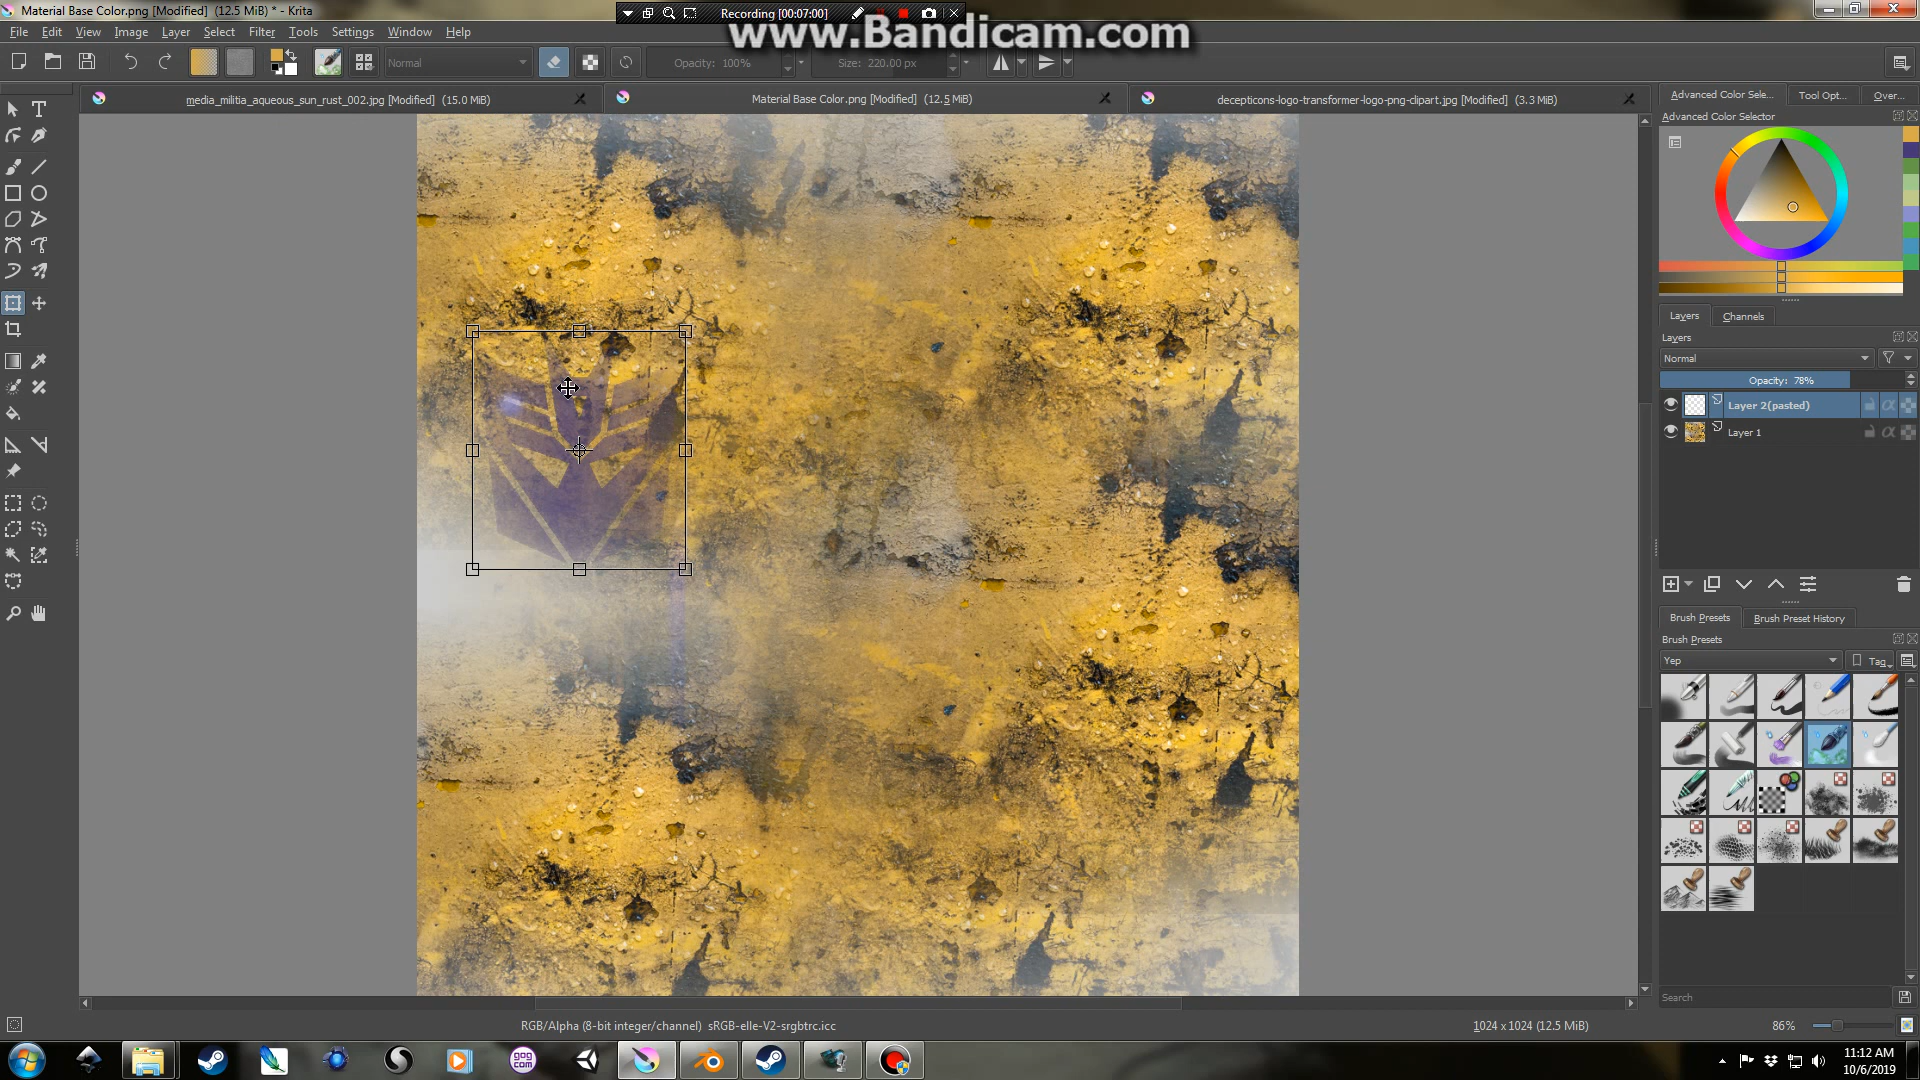 Material Base Color.png [Modified]  (12.5 MiB) * - Krita
Recording [00:07:00]
www.Bandicam.com
File Edit View Image Layer Select Filter Tools Settings Window Help
Normal
Opacity: 100%
Size: 220.00 px
media_militia_aqueous_sun_rust_002.jpg [Modified]  (15.0 MiB)
Material Base Color.png [Modified]  (12.5 MiB)
decepticons-logo-transformer-logo-png-clipart.jpg [Modified]  (3.3 MiB)
Advanced Color Sele...
Tool Opt...
Over...
Advanced Color Selector
Layers
Channels
Layers
Normal
Opacity: 78%
Layer 2(pasted)
Layer 1
Brush Presets
Brush Preset History
Brush Presets
Yep
Tag
Search
RGB/Alpha (8-bit integer/channel)  sRGB-elle-V2-srgbtrc.icc
1024 x 1024 (12.5 MiB)
86%
gog
com
11:12 AM
10/6/2019